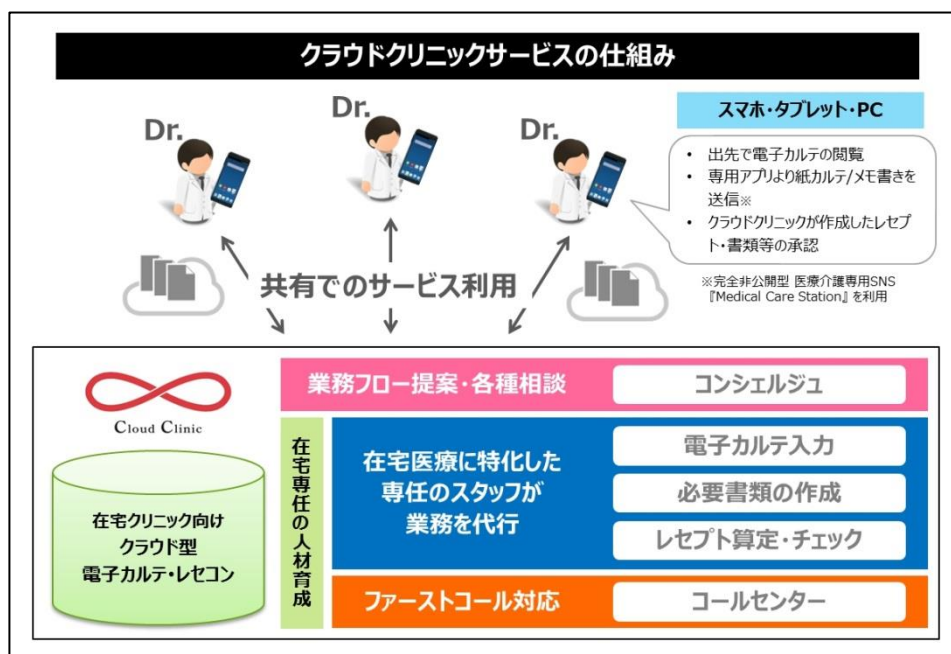 クラウドクリニックサービスの仕組み
Dr.
Dr.
Dr.
スマホ・タブレット・PC
• 出先で電子カルテの閲覧
• 専用アプリより紙カルテ/メモ書きを
送信※
• クラウドクリニックが作成したレセプ
ト・書類等の承認
※完全非公開型 医療介護専用SNS
『Medical Care Station』を利用
共有でのサービス利用
Cloud Clinic
在宅クリニック向け
クラウド型
電子カルテ・レセコン
業務フロー提案・各種相談
コンシェルジュ
在宅専任の人材育成
在宅医療に特化した
専任のスタッフが
業務を代行
電子カルテ入力
必要書類の作成
レセプト算定・チェック
ファーストコール対応
コールセンター